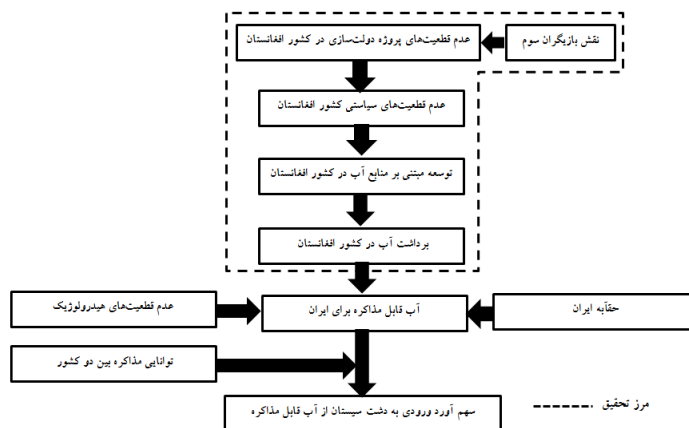 نقش بازیگران سوم
عدم قطعیت‌های پروژه دولت‌سازی در کشور افغانستان
عدم قطعیت‌های سیاستی کشور افغانستان
توسعه مبتنی بر منابع آب در کشور افغانستان
برداشت آب در کشور افغانستان
حقآبه ایران
آب قابل مذاکره برای ایران
عدم قطعیت‌های هیدرولوژیک
توانایی مذاکره بین دو کشور
مرز تحقیق
سهم آورد ورودی به دشت سیستان از آب قابل مذاکره